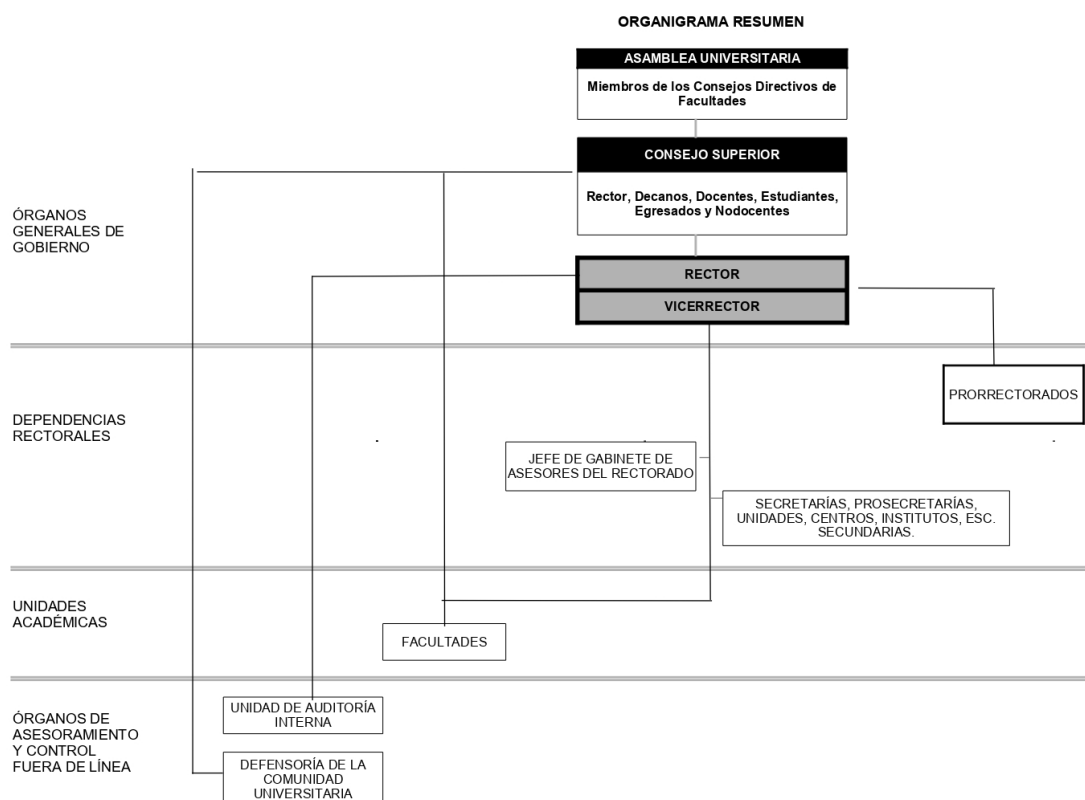 ORGANIGRAMA RESUMEN
ASAMBLEA UNIVERSITARIA
Miembros de los Consejos Directivos de
Facultades
CONSEJO SUPERIOR
Rector, Decanos, Docentes, Estudiantes,
Egresados y Nodocentes
ÓRGANOS
GENERALES DE
GOBIERNO
RECTOR
VICERRECTOR
PRORRECTORADOS
DEPENDENCIAS
RECTORALES
JEFE DE GABINETE DE
ASESORES DEL RECTORADO
SECRETARÍAS, PROSECRETARÍAS,
UNIDADES, CENTROS, INSTITUTOS, ESC.
SECUNDARIAS.
UNIDADES
ACADÉMICAS
FACULTADES
ÓRGANOS DE
ASESORAMIENTO
Y CONTROL
FUERA DE LÍNEA
UNIDAD DE AUDITORÍA
INTERNA
DEFENSORÍA DE LA
COMUNIDAD
UNIVERSITARIA